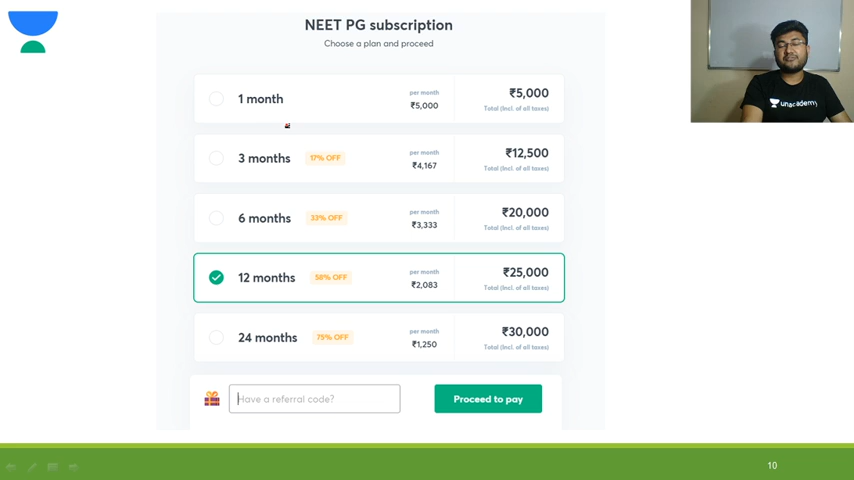 NEET PG subscription
Choose a plan and proceed
1 month
per month
₹5,000
₹5,000
Total (Incl. of all taxes)
3 months
17% OFF
per month
₹4,167
₹12,500
Total (Incl. of all taxes)
6 months
33% OFF
per month
₹3,333
₹20,000
Total (Incl. of all taxes)
12 months
58% OFF
per month
₹2,083
₹25,000
Total (Incl. of all taxes)
24 months
75% OFF
per month
₹1,250
₹30,000
Total (Incl. of all taxes)
Have a referral code?
Proceed to pay
unacademy
10